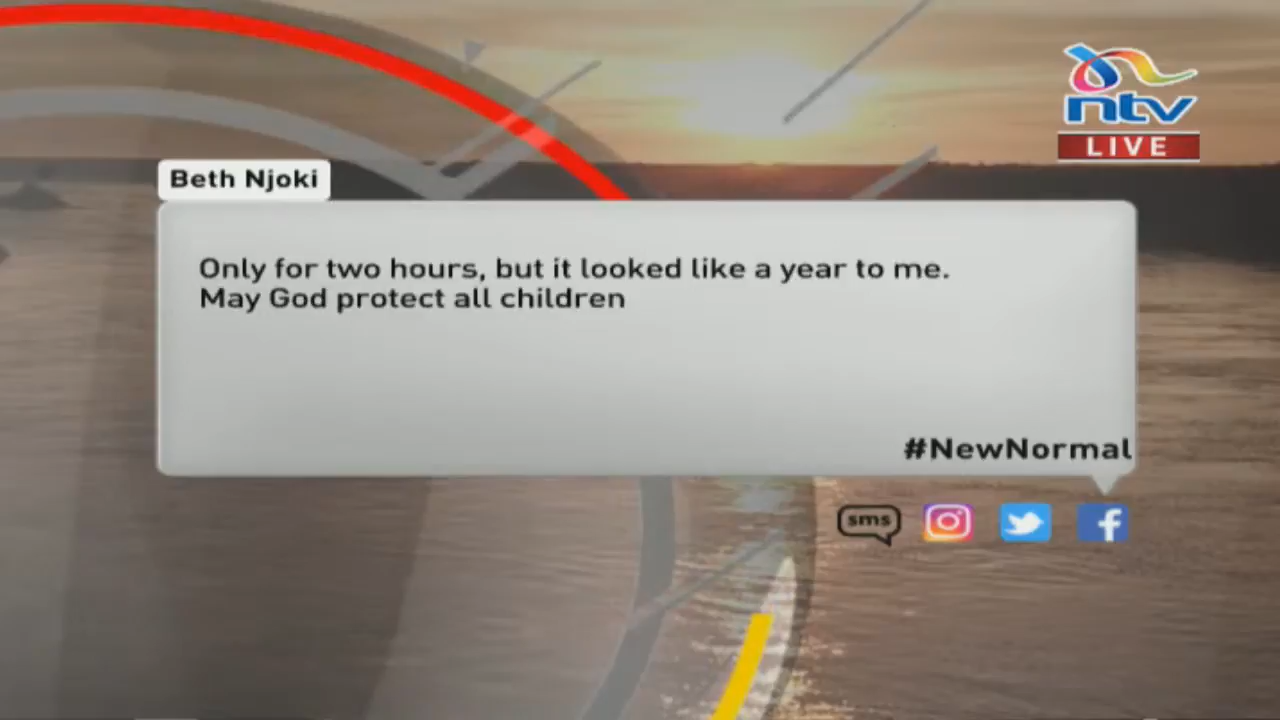 ntv
LIVE
Beth Njoki
Only for two hours, but it looked like a year to me.
May God protect all children
#NewNormal
sms